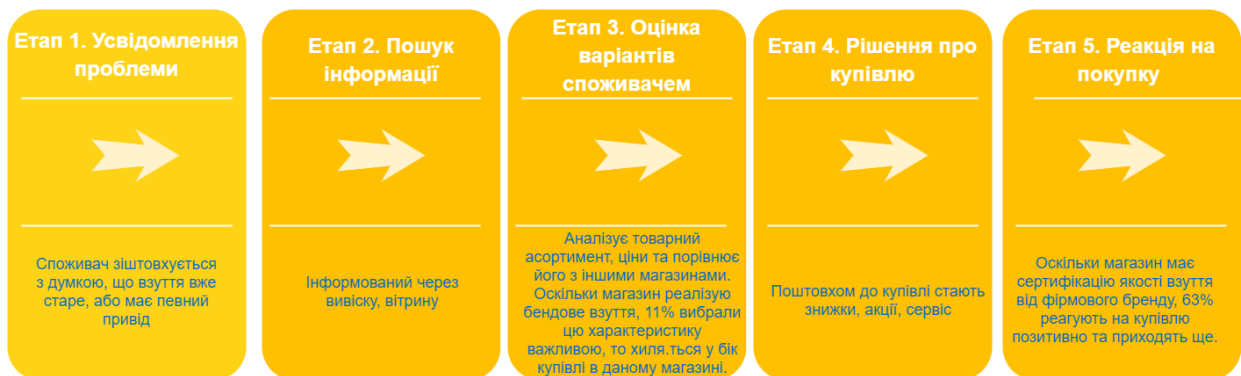 Етап 1. Усвідомлення
проблеми
Споживач зіштовхується
з думкою, що взуття вже
старе, або має певний
привід
Етап 2. Пошук
інформації
Інформований через
вивіску, вітрину
Етап 3. Оцінка
варіантів
споживачем
Аналізує товарний
асортимент, ціни та порівнює
його з іншими магазинами.
Оскільки магазин реалізую
бендове взуття, 11% вибрали
цю характеристику
важливою, то хиля.ться у бік
купівлі в даному магазині.
Етап 4. Рішення про
купівлю
Поштовхом до купівлі стають
знижки, акції, сервіс
Етап 5. Реакція на
покупку
Оскільки магазин має
сертифікацію якості взуття
від фірмового бренду, 63%
реагують на купівлю
позитивно та приходять ще.